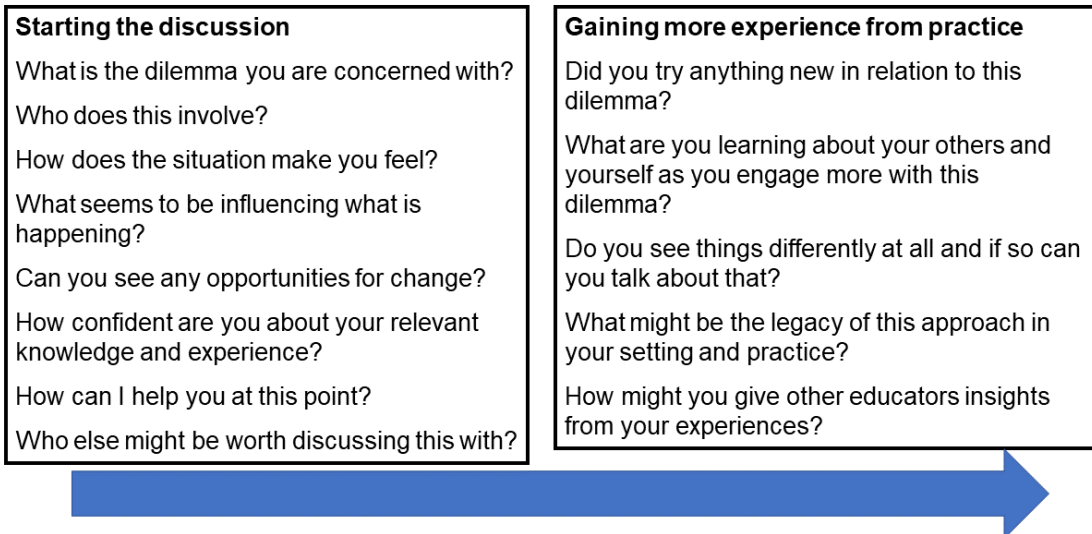 Starting the discussion
What is the dilemma you are concerned with?
Who does this involve?
How does the situation make you feel?
What seems to be influencing what is
happening?
Can you see any opportunities for change?
How confident are you about your relevant
knowledge and experience?
How can I help you at this point?
Who else might be worth discussing this with?
Gaining more experience from practice
Did you try anything new in relation to this
dilemma?
What are you learning about your others and
yourself as you engage more with this
dilemma?
Do you see things differently at all and if so can
you talk about that?
What might be the legacy of this approach in
your setting and practice?
How might you give other educators insights
from your experiences?